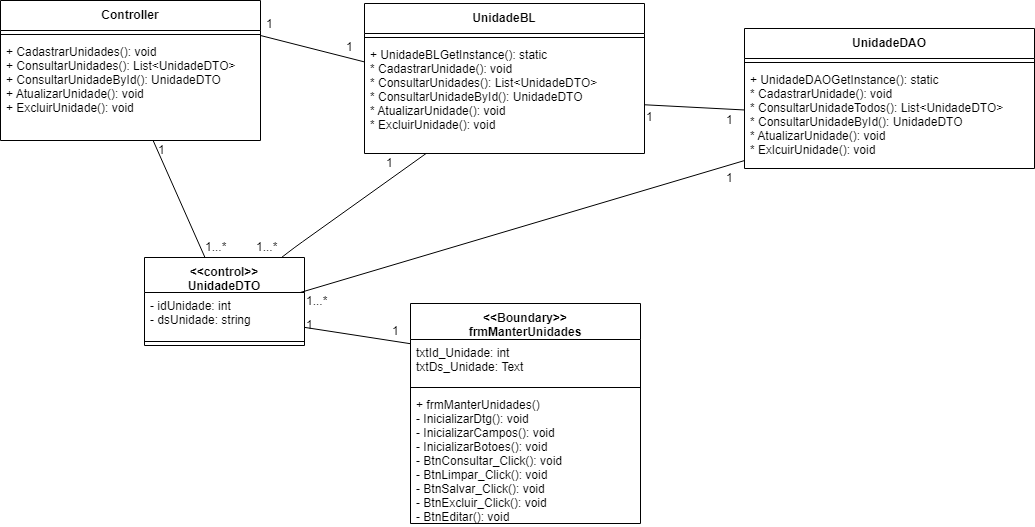 Controller
+ CadastrarUnidades(): void
+ ConsultarUnidades(): List<UnidadeDTO>
+ ConsultarUnidadeById(): UnidadeDTO
+ AtualizarUnidade(): void
+ ExcluirUnidade(): void
1
1
UnidadeBL
+ UnidadeBLGetInstance(): static
* CadastrarUnidade(): void
* ConsultarUnidades(): List<UnidadeDTO>
* ConsultarUnidadeById(): UnidadeDTO
* AtualizarUnidade(): void
* ExcluirUnidade(): void
1
1
UnidadeDAO
+ UnidadeDAOGetInstance(): static
* CadastrarUnidade(): void
* ConsultarUnidadeTodos(): List<UnidadeDTO>
* ConsultarUnidadeById(): UnidadeDTO
* AtualizarUnidade(): void
* ExlcuirUnidade(): void
1
1
1
1...*
1...*
<<control>>
UnidadeDTO
- idUnidade: int
- dsUnidade: string
1...*
1
1
<<Boundary>>
frmManterUnidades
txtId_Unidade: int
txtDs_Unidade: Text
+ frmManterUnidades()
- InicializarDtg(): void
- InicializarCampos(): void
- InicializarBotoes(): void
- BtnConsultar_Click(): void
- BtnLimpar_Click(): void
- BtnSalvar_Click(): void
- BtnExcluir_Click(): void
- BtnEditar(): void